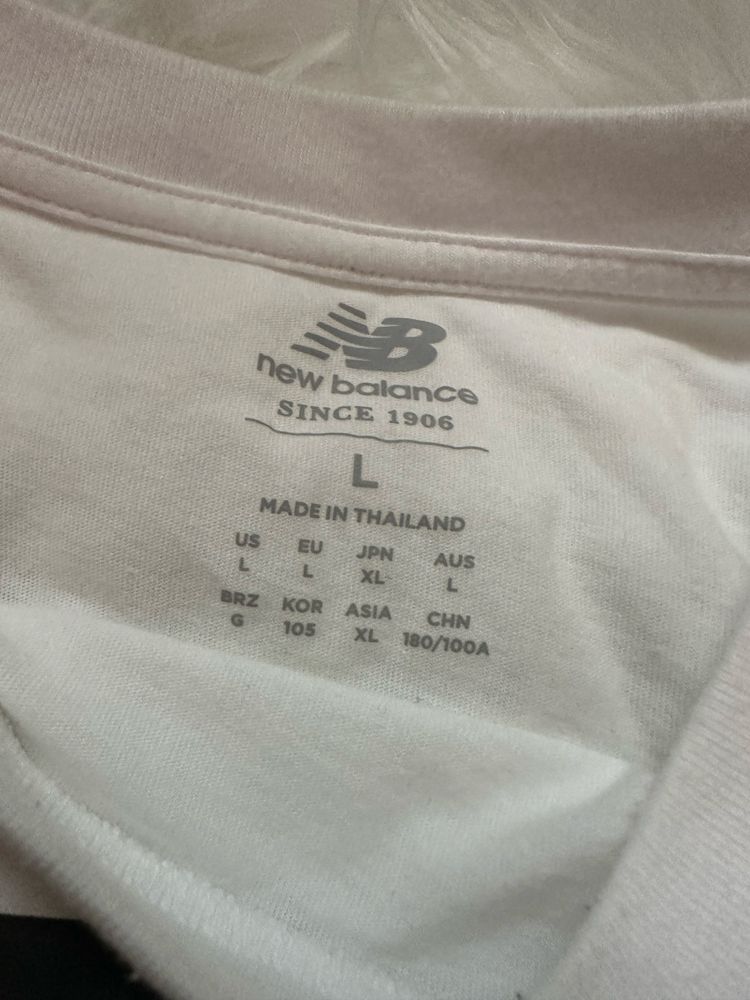 NB
new balance
SINCE 1906
L
MADE IN THAILAND
US EU JPN AUS
L L XL L
BRZ KOR ASIA CHN
G 105 XL 180/100A